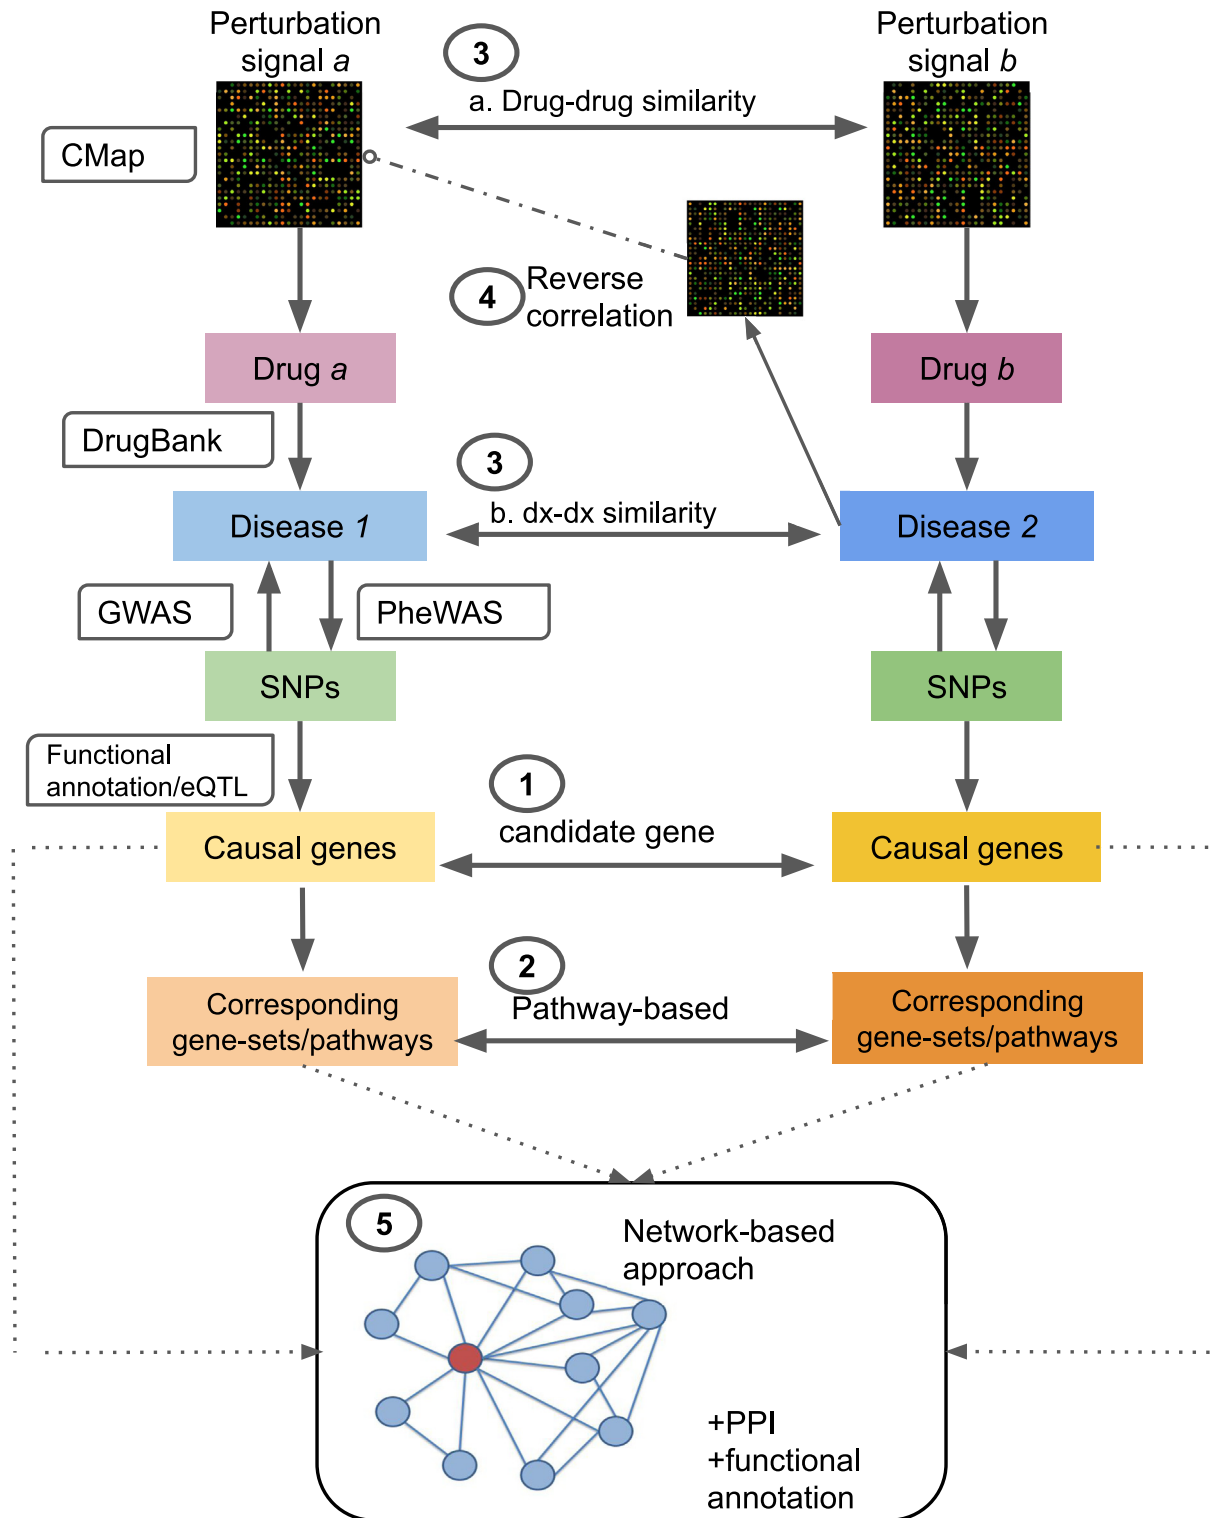 Perturbation
signal a
3
a. Drug-drug similarity
Perturbation
signal b
CMap
4
Reverse
correlation
Drug a
Drug b
DrugBank
3
b. dx-dx similarity
Disease 1
Disease 2
GWAS
PheWAS
SNPs
SNPs
Functional
annotation/eQTL
1
candidate gene
Causal genes
Causal genes
2
Pathway-based
Corresponding
gene-sets/pathways
Corresponding
gene-sets/pathways
5
Network-based
approach
+PPI
+functional
annotation